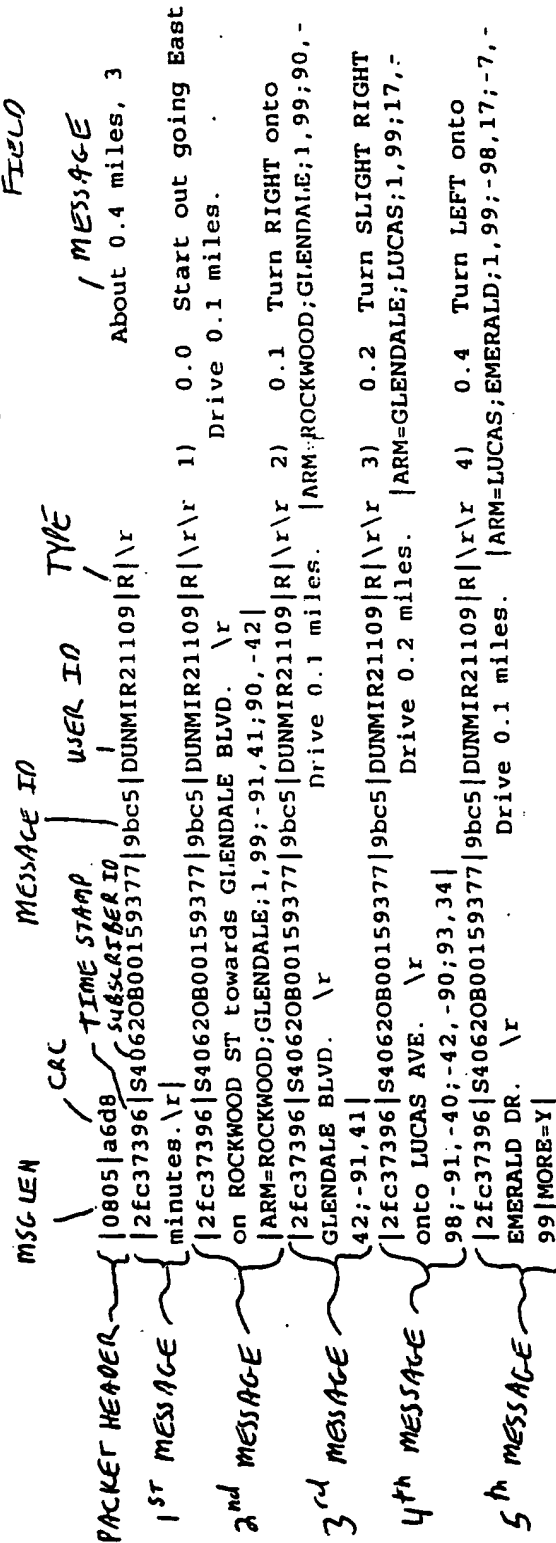 FIELD
MSG LEN / CRC MESSAGE ID USER ID TYPE / MESSAGE
TIME STAMP
SUBSCRIBER ID
PACKET HEADER |0805|a6d8
1ST MESSAGE |2fc37396|S40620B00159377|9bc5|DUNMIR21109|R|\r About 0.4 miles, 3
minutes.\r|
2nd MESSAGE |2fc37396|S40620B00159377|9bc5|DUNMIR21109|R|\r\r 1) 0.0 Start out going East
on ROCKWOOD ST towards GLENDALE BLVD. \r Drive 0.1 miles.
|ARM=ROCKWOOD;GLENDALE;1,99;-91,41;90,-42|
3rd MESSAGE |2fc37396|S40620B00159377|9bc5|DUNMIR21109|R|\r\r 2) 0.1 Turn RIGHT onto
GLENDALE BLVD. \r Drive 0.1 miles. |ARM=ROCKWOOD;GLENDALE;1,99;90,-
42;-91,41|
4th MESSAGE |2fc37396|S40620B00159377|9bc5|DUNMIR21109|R|\r\r 3) 0.2 Turn SLIGHT RIGHT
onto LUCAS AVE. \r Drive 0.2 miles. |ARM=GLENDALE;LUCAS;1,99;17,-
98;-91,-40;-42,-90;93,34|
5th MESSAGE |2fc37396|S40620B00159377|9bc5|DUNMIR21109|R|\r\r 4) 0.4 Turn LEFT onto
EMERALD DR. \r Drive 0.1 miles. |ARM=LUCAS;EMERALD;1,99;-98,17;-7,-
99|MORE=Y|